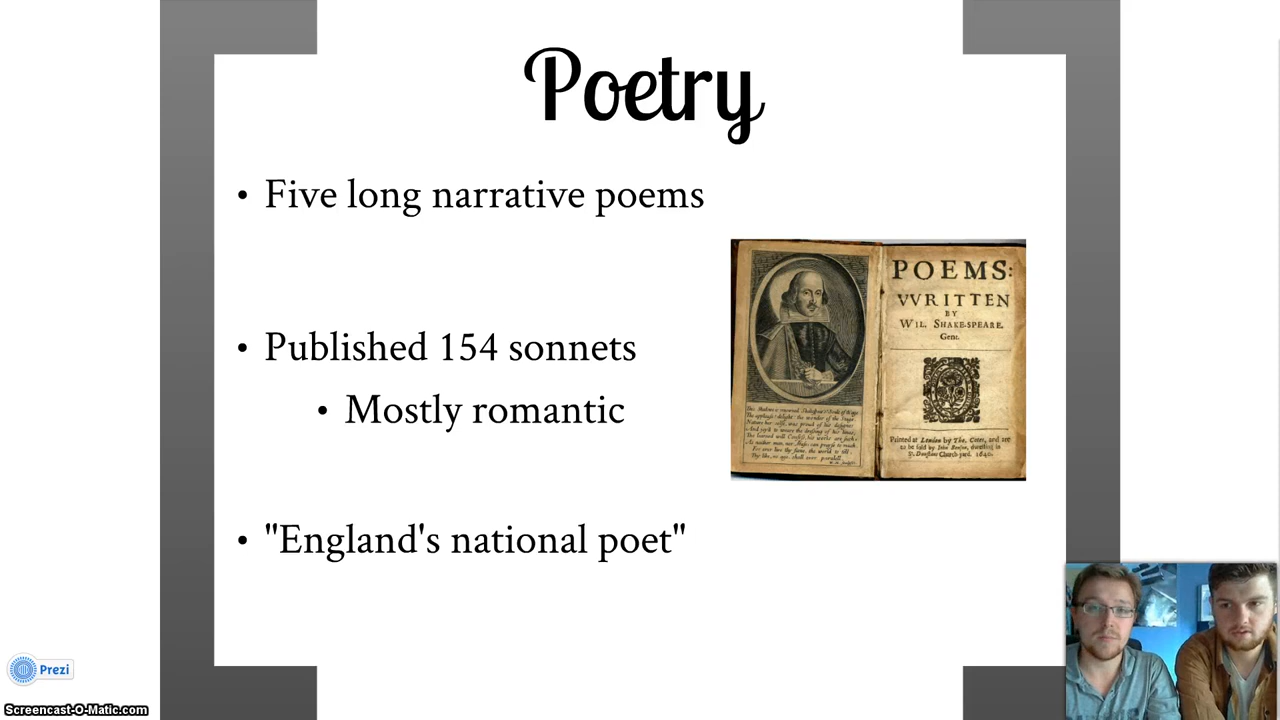 Poetry
• Five long narrative poems
• Published 154 sonnets
• Mostly romantic
• "England's national poet"
POEMS:
VVRITTEN
BY
WIL. SHAKE-SPEARE.
Gent.
Printed at London by Tho. Cotes, and are
to be sold by John Benson, dwelling in
St. Dunstans Church-yard. 1640.
Prezi
Screencast-O-Matic.com